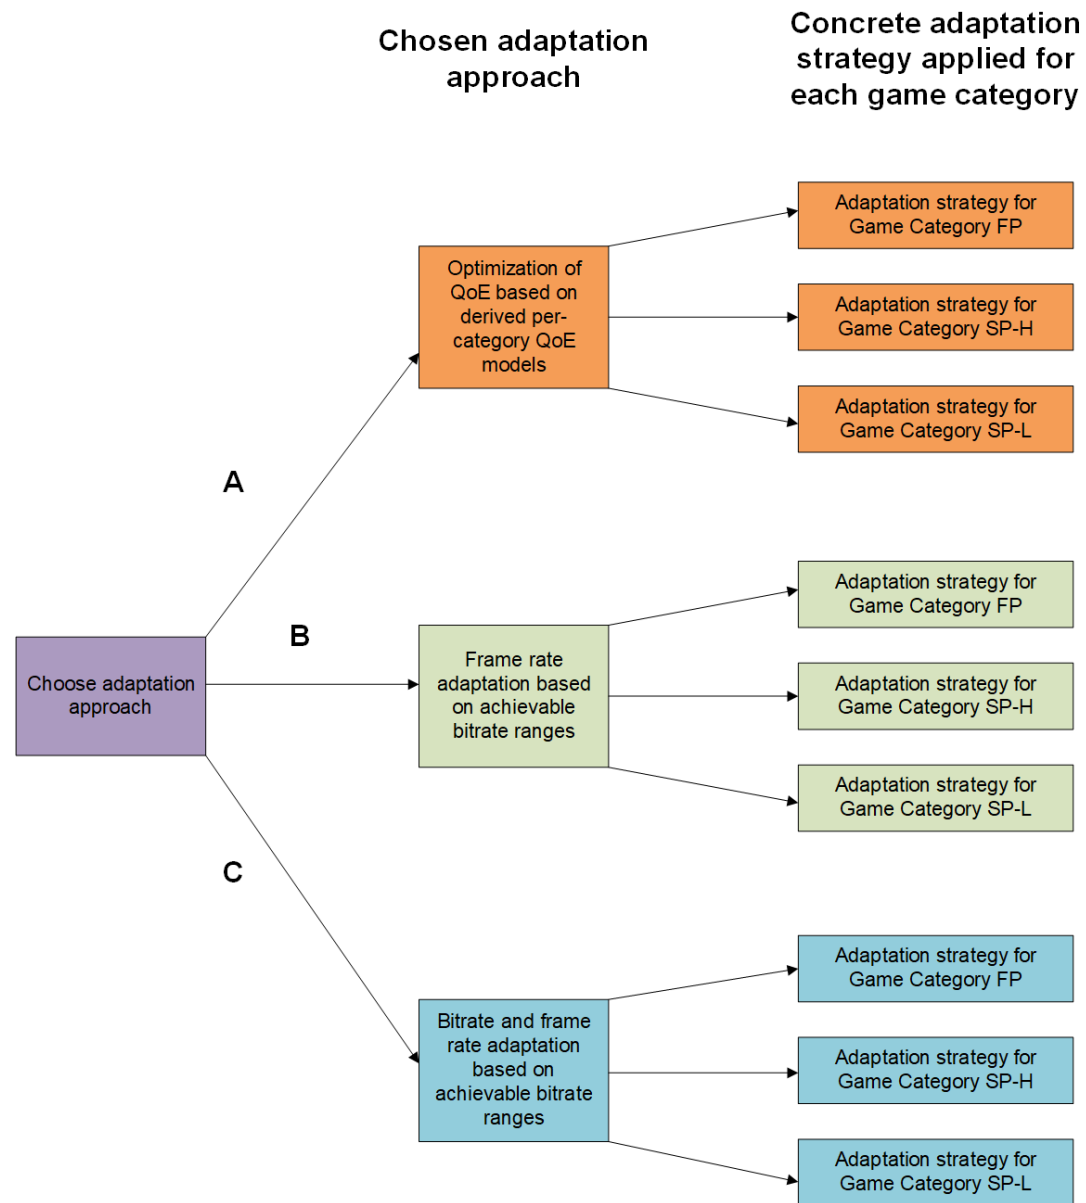 Chosen adaptation
approach
Concrete adaptation
strategy applied for
each game category
Adaptation strategy for
Game Category FP
Optimization of
QoE based on
derived per-
category QoE
models
Adaptation strategy for
Game Category SP-H
Adaptation strategy for
Game Category SP-L
A
B
Choose adaptation
approach
Adaptation strategy for
Game Category FP
Frame rate
adaptation based
on achievable
bitrate ranges
Adaptation strategy for
Game Category SP-H
Adaptation strategy for
Game Category SP-L
C
Adaptation strategy for
Game Category FP
Bitrate and frame
rate adaptation
based on
achievable bitrate
ranges
Adaptation strategy for
Game Category SP-H
Adaptation strategy for
Game Category SP-L